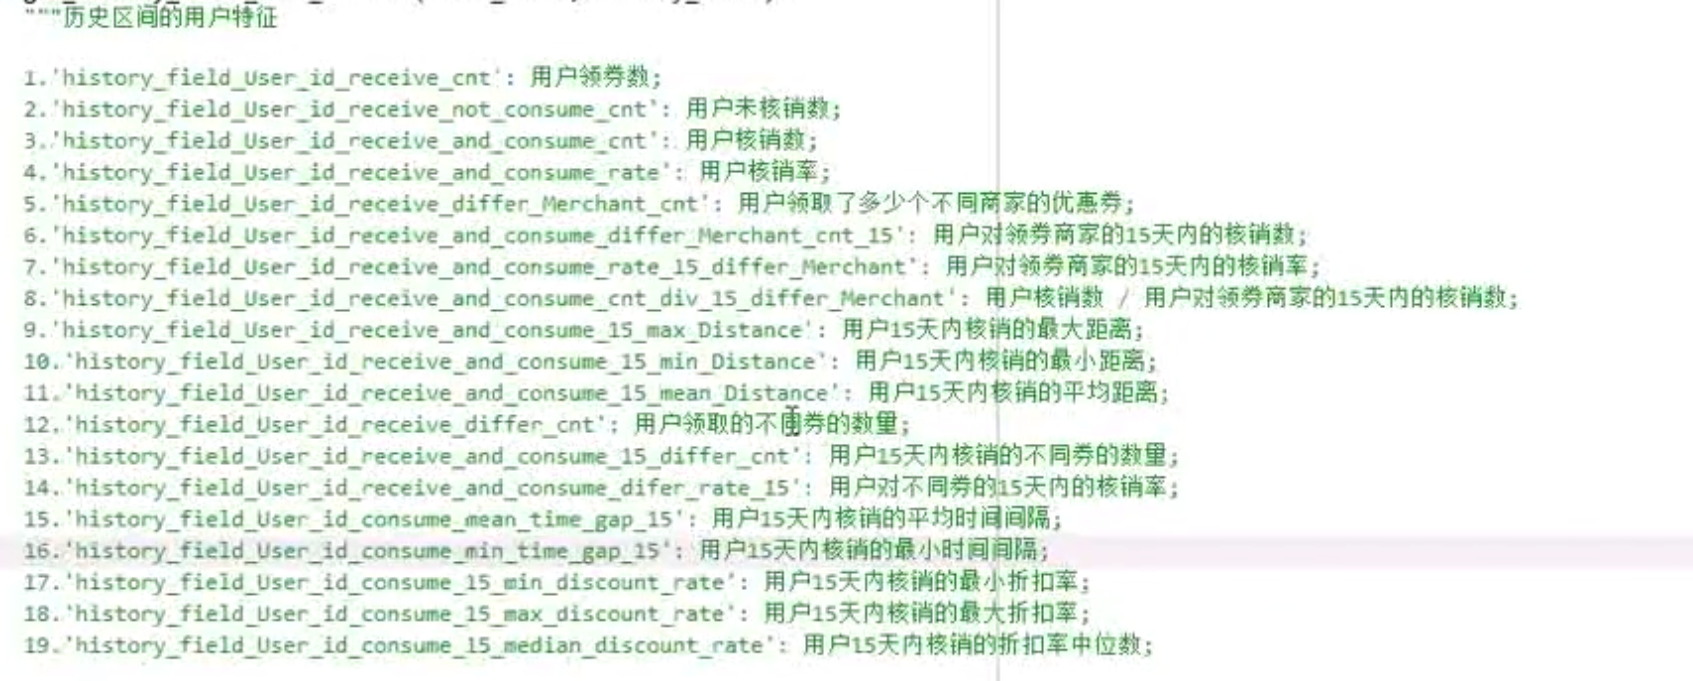 """历史区间的用户特征
1.'history_field_User_id_receive_cnt': 用户领券数;
2.'history_field_User_id_receive_not_consume_cnt': 用户未核销数;
3.'history_field_User_id_receive_and_consume_cnt': 用户核销数;
4.'history_field_User_id_receive_and_consume_rate': 用户核销率;
5.'history_field_User_id_receive_differ_Merchant_cnt': 用户领取了多少个不同商家的优惠券;
6.'history_field_User_id_receive_and_consume_differ_Merchant_cnt_15': 用户对领券商家的15天内的核销数;
7.'history_field_User_id_receive_and_consume_rate_15_differ_Merchant': 用户对领券商家的15天内的核销率;
8.'history_field_User_id_receive_and_consume_cnt_div_15_differ_Merchant': 用户核销数 / 用户对领券商家的15天内的核销数;
9.'history_field_User_id_receive_and_consume_15_max_Distance': 用户15天内核销的最大距离;
10.'history_field_User_id_receive_and_consume_15_min_Distance': 用户15天内核销的最小距离;
11.'history_field_User_id_receive_and_consume_15_mean_Distance': 用户15天内核销的平均距离;
12.'history_field_User_id_receive_differ_cnt': 用户领取的不同券的数量;
13.'history_field_User_id_receive_and_consume_15_differ_cnt': 用户15天内核销的不同券的数量;
14.'history_field_User_id_receive_and_consume_difer_rate_15': 用户对不同券的15天内的核销率;
15.'history_field_User_id_consume_mean_time_gap_15': 用户15天内核销的平均时间间隔;
16.'history_field_User_id_consume_min_time_gap_15': 用户15天内核销的最小时间间隔;
17.'history_field_User_id_consume_15_min_discount_rate': 用户15天内核销的最小折扣率;
18.'history_field_User_id_consume_15_max_discount_rate': 用户15天内核销的最大折扣率;
19.'history_field_User_id_consume_15_median_discount_rate': 用户15天内核销的折扣率中位数;